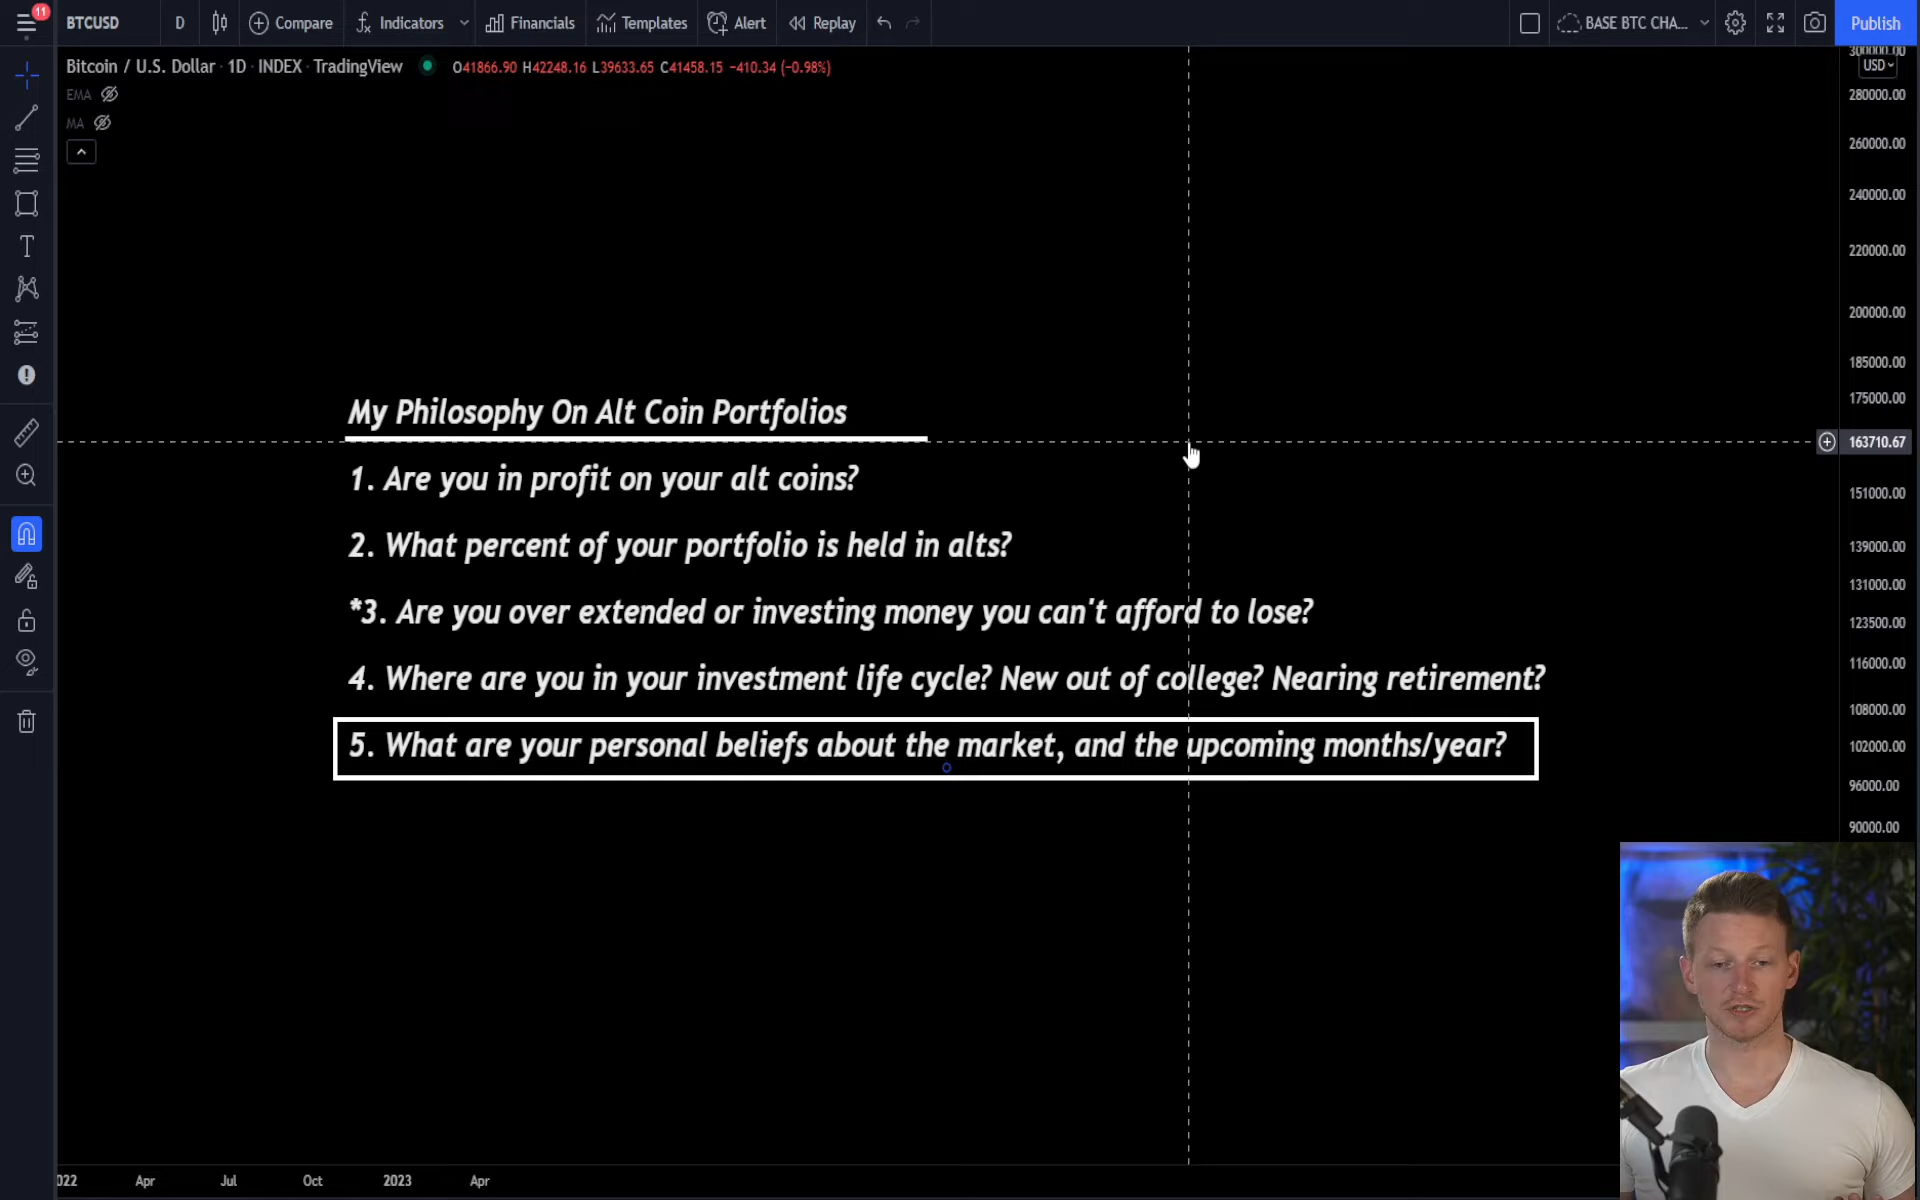 11
BTCUSD D Compare Indicators Financials Templates Alert Replay BASE BTC CHA... Publish
Bitcoin / U.S. Dollar · 1D · INDEX · TradingView O41866.90 H42248.16 L39633.65 C41458.15 −410.34 (−0.98%)
EMA
MA
300000.00
USD
280000.00
260000.00
240000.00
220000.00
200000.00
185000.00
175000.00
163710.67
151000.00
139000.00
131000.00
123500.00
116000.00
108000.00
102000.00
96000.00
90000.00
My Philosophy On Alt Coin Portfolios
1. Are you in profit on your alt coins?
2. What percent of your portfolio is held in alts?
*3. Are you over extended or investing money you can't afford to lose?
4. Where are you in your investment life cycle? New out of college? Nearing retirement?
5. What are your personal beliefs about the market, and the upcoming months/year?
022 Apr Jul Oct 2023 Apr